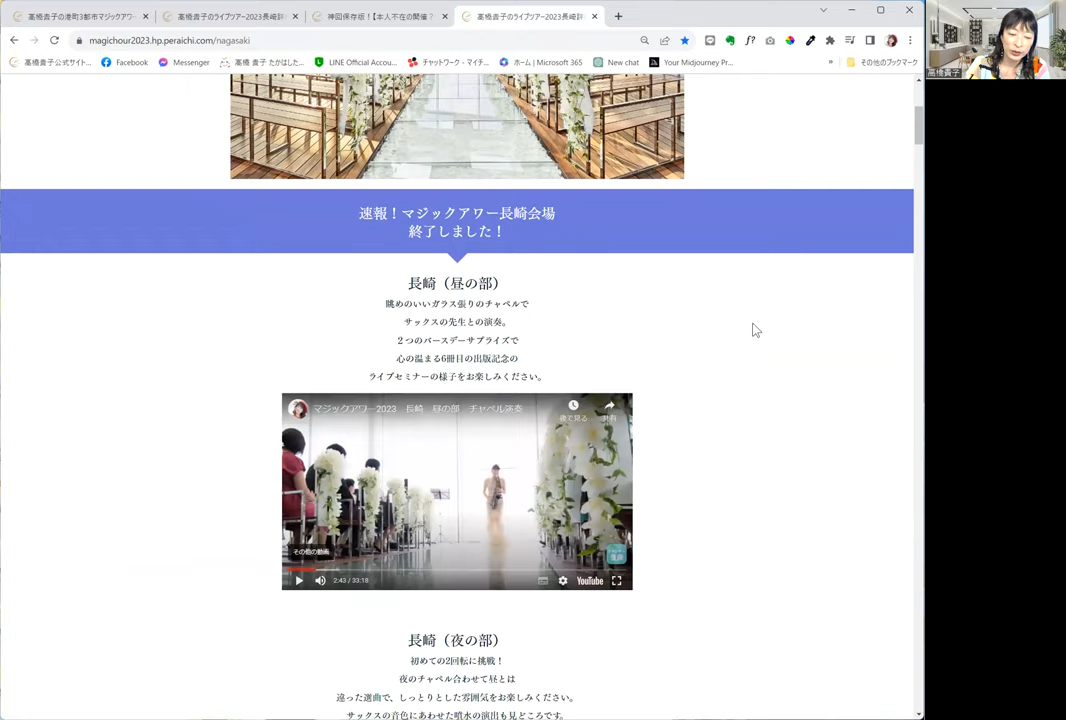 高橋貴子の港町3都市マジックアワー
高橋貴子のライブツアー2023長崎詳
神回保存版！【本人不在の開催？
高橋貴子のライブツアー2023長崎詳
magichour2023.hp.peraichi.com/nagasaki
高橋貴子公式サイト...
Facebook
Messenger
高橋 貴子 たかはした...
LINE Official Accou...
チャットワーク - マイチ...
ホーム | Microsoft 365
New chat
Your Midjourney Pr...
»
その他のブックマーク
高橋貴子
速報！マジックアワー長崎会場
終了しました！
長崎（昼の部）
眺めのいいガラス張りのチャペルで
サックスの先生との演奏。
２つのバースデーサプライズで
心の温まる6冊目の出版記念の
ライブセミナーの様子をお楽しみください。
マジックアワー2023 長崎 昼の部 チャペル演奏
後で見る
共有
その他の動画
2:43 / 33:18
YouTube
長崎（夜の部）
初めての2回転に挑戦！
夜のチャペル合わせて昼とは
違った選曲で、しっとりとした雰囲気をお楽しみください。
サックスの音色にあわせた噴水の演出も見どころです。